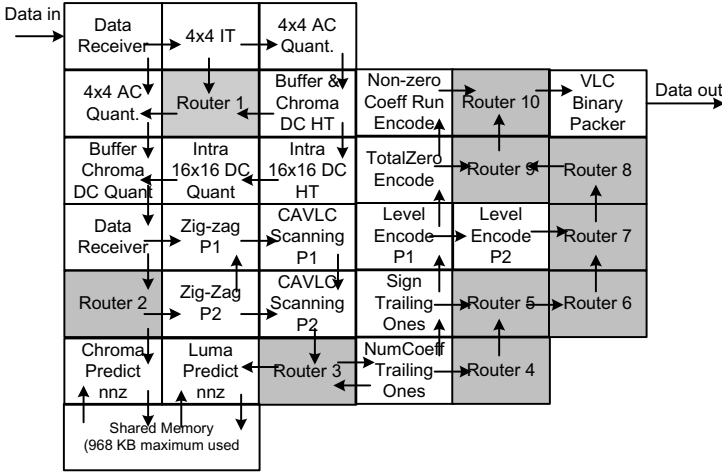 Data in
Data
Receiver
4x4 IT
4x4 AC
Quant.
4x4 AC
Quant.
Router 1
Buffer &
Chroma
DC HT
Non-zero
Coeff Run
Encode
Router 10
VLC
Binary
Packer
Data out
Buffer
Chroma
DC Quant
Intra
16x16 DC
Quant
Intra
16x16 DC
HT
TotalZero
Encode
Router 9
Router 8
Data
Receiver
Zig-zag
P1
CAVLC
Scanning
P1
Level
Encode
P1
Level
Encode
P2
Router 7
Router 2
Zig-Zag
P2
CAVLC
Scanning
P2
Sign
Trailing
Ones
Router 5
Router 6
Chroma
Predict
nnz
Luma
Predict
nnz
Router 3
NumCoeff
Trailing
Ones
Router 4
Shared Memory
(968 KB maximum used